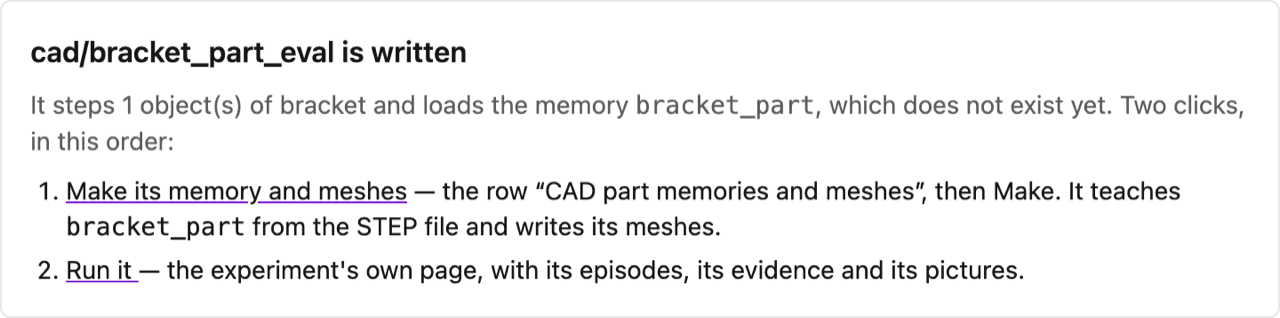 cad/bracket_part_eval is written
It steps 1 object(s) of bracket and loads the memory bracket_part, which does not exist yet. Two clicks,
in this order:
1. Make its memory and meshes — the row “CAD part memories and meshes”, then Make. It teaches
bracket_part from the STEP file and writes its meshes.
2. Run it — the experiment's own page, with its episodes, its evidence and its pictures.